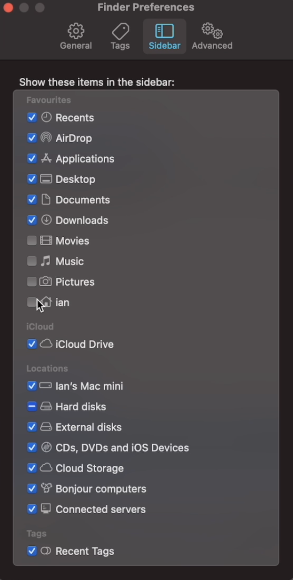 Finder Preferences
General
Tags
Sidebar
Advanced
Show these items in the sidebar:
Favourites
Recents
AirDrop
Applications
Desktop
Documents
Downloads
Movies
Music
Pictures
ian
iCloud
iCloud Drive
Locations
Ian's Mac mini
Hard disks
External disks
CDs, DVDs and iOS Devices
Cloud Storage
Bonjour computers
Connected servers
Tags
Recent Tags